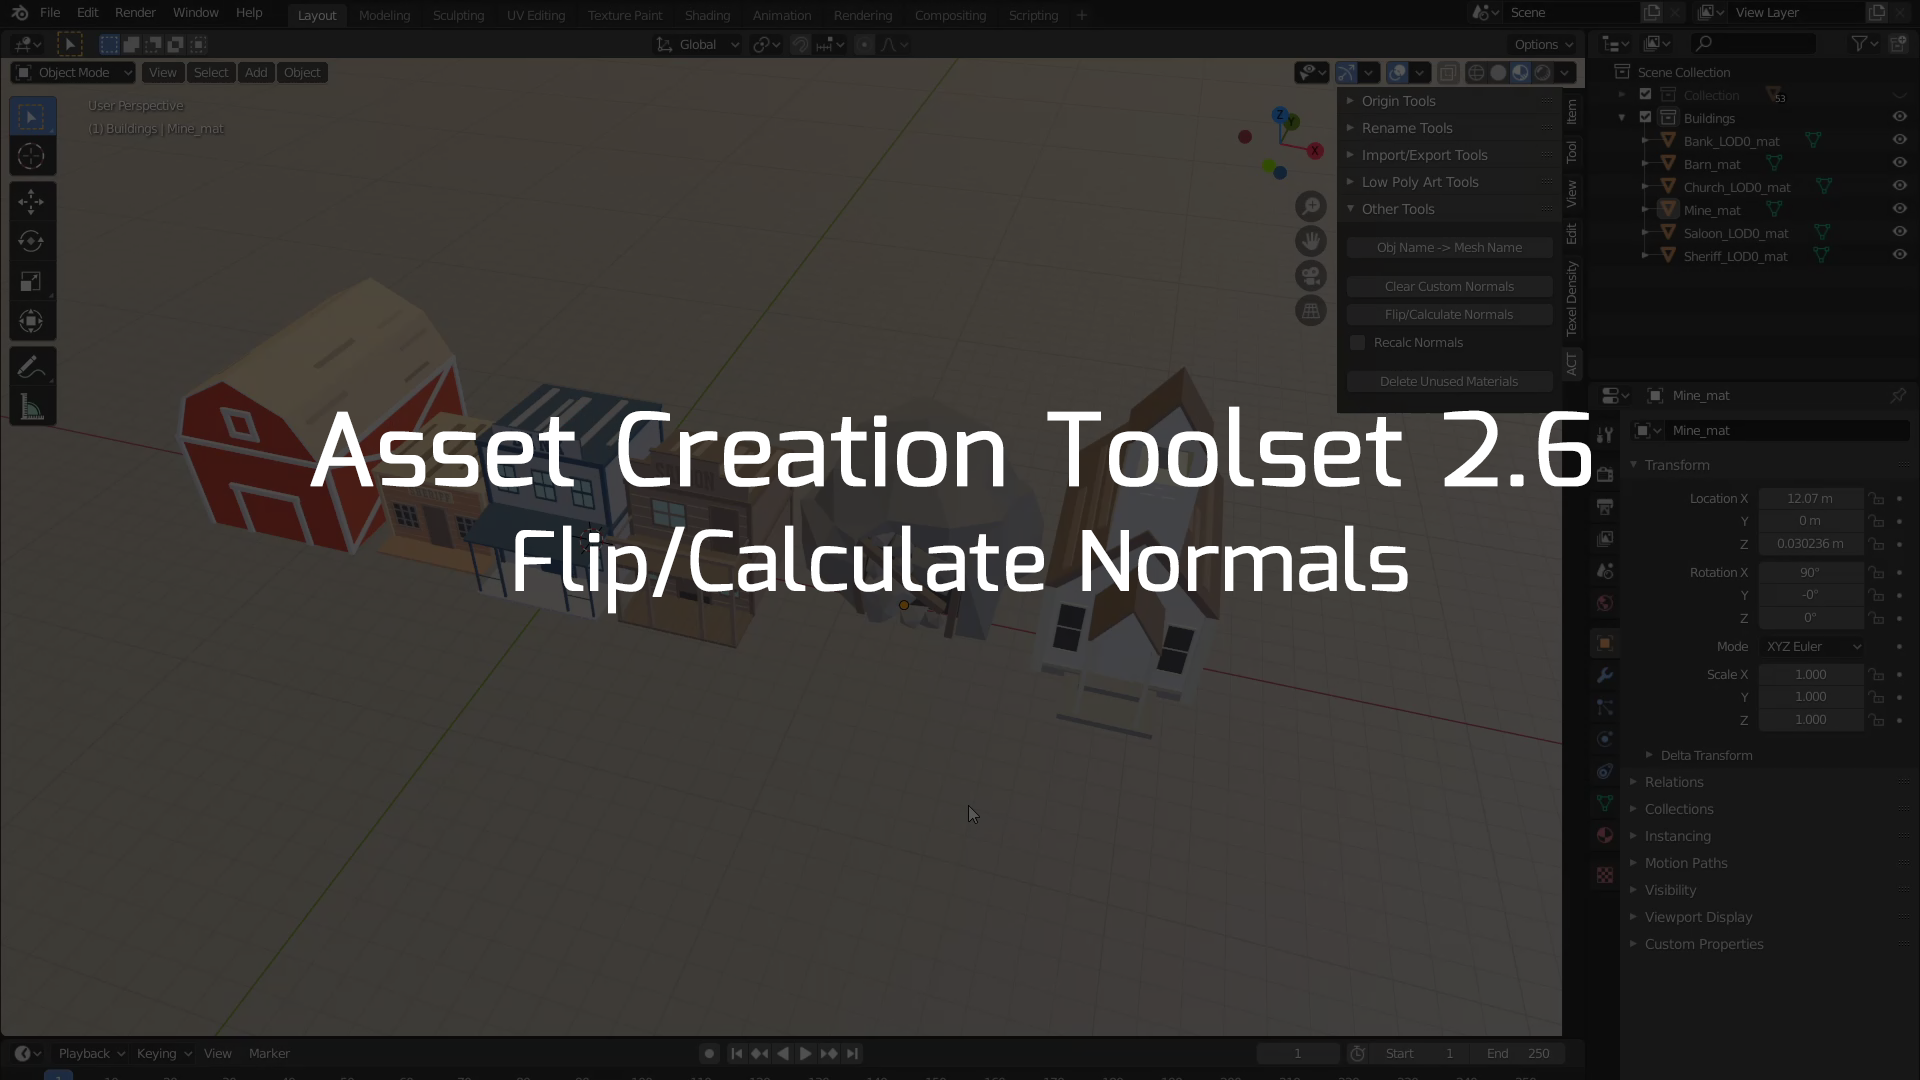 File Edit Render Window Help Layout Modeling Sculpting UV Editing Texture Paint Shading Animation Rendering Compositing Scripting + Scene View Layer
Global Options
Object Mode View Select Add Object
User Perspective
(1) Buildings | Mine_mat
Z Y X
Origin Tools
Rename Tools
Import/Export Tools
Low Poly Art Tools
Other Tools
Obj Name -> Mesh Name
Clear Custom Normals
Flip/Calculate Normals
Recalc Normals
Delete Unused Materials
Item
Tool
View
Edit
Texel Density
ACT
Scene Collection
Collection 53
Buildings
Bank_LOD0_mat
Barn_mat
Church_LOD0_mat
Mine_mat
Saloon_LOD0_mat
Sheriff_LOD0_mat
Asset Creation Toolset 2.6
Flip/Calculate Normals
Mine_mat
Mine_mat
Transform
Location X 12.07 m
Y 0 m
Z 0.030236 m
Rotation X 90°
Y -0°
Z 0°
Mode XYZ Euler
Scale X 1.000
Y 1.000
Z 1.000
Delta Transform
Relations
Collections
Instancing
Motion Paths
Visibility
Viewport Display
Custom Properties
Playback Keying View Marker 1 Start 1 End 250